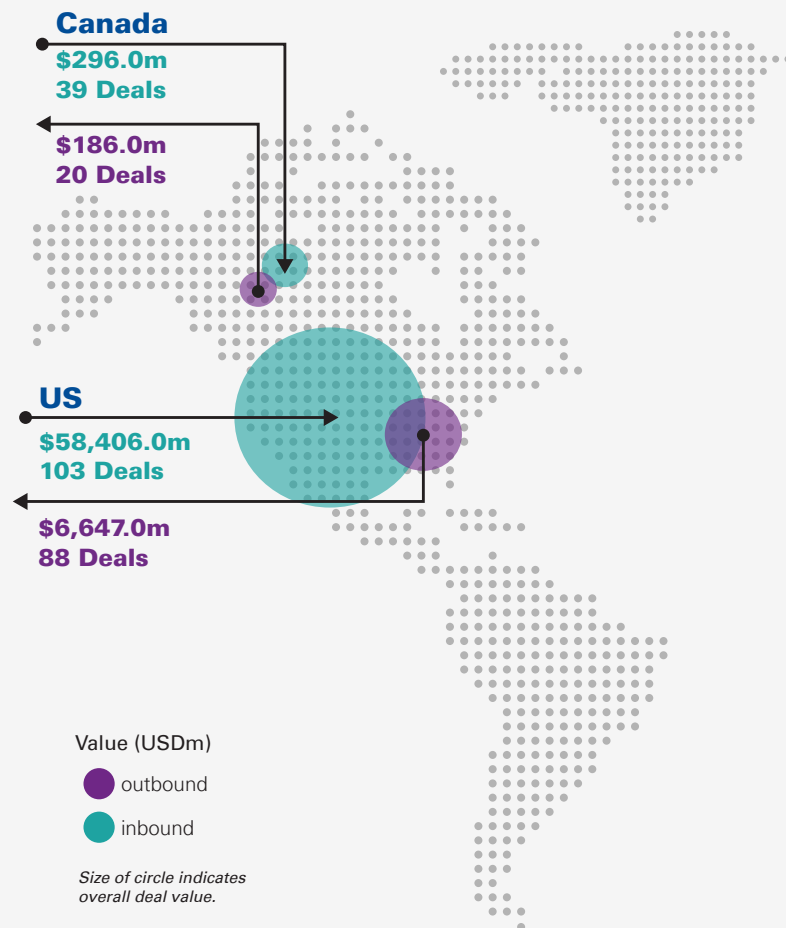 Canada
$296.0m
39 Deals
$186.0m
20 Deals
US
$58,406.0m
103 Deals
$6,647.0m
88 Deals
Value (USDm)
outbound
inbound
Size of circle indicates
overall deal value.